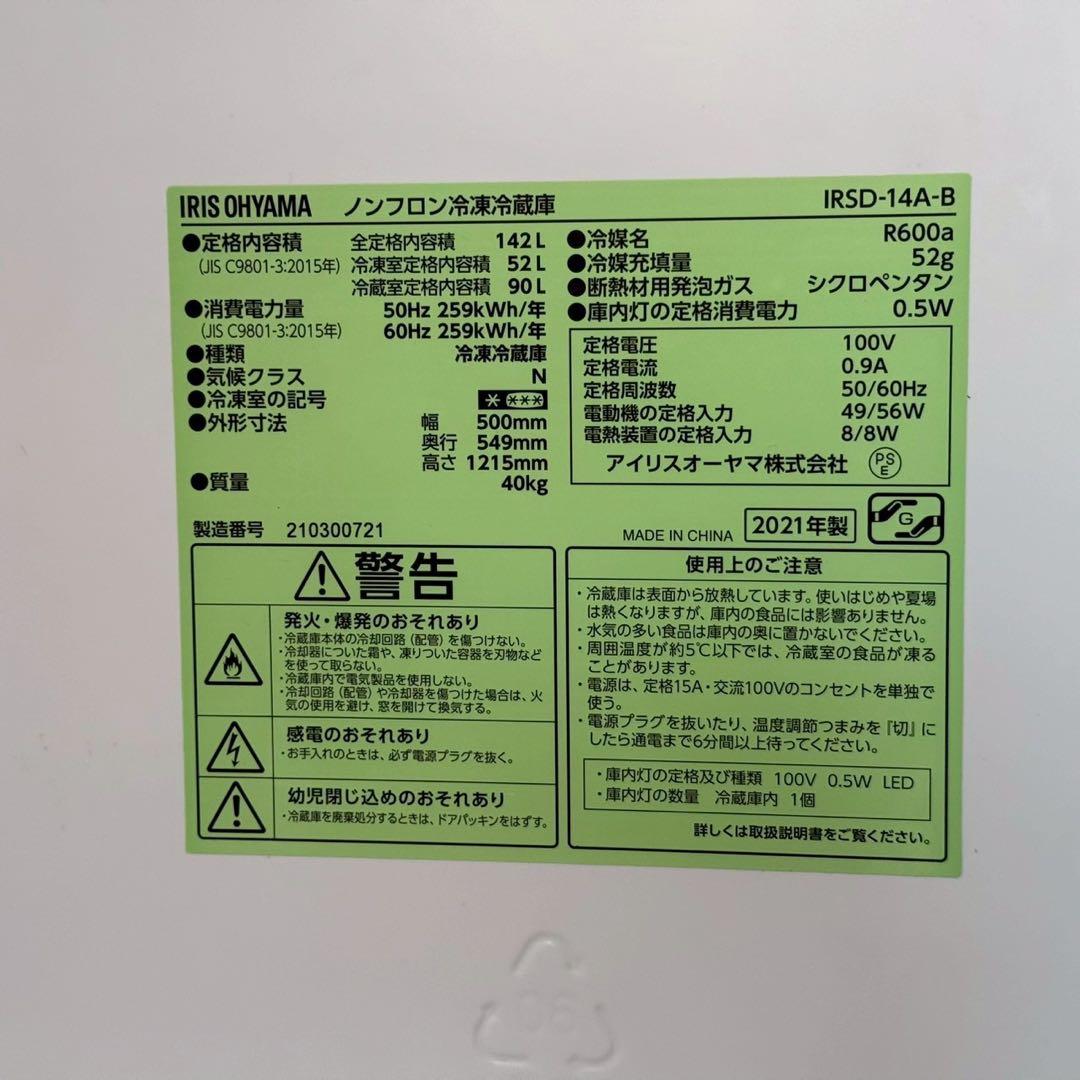 IRIS OHYAMA ノンフロン冷凍冷蔵庫 IRSD-14A-B
●定格内容積 全定格内容積 142L
(JIS C9801-3:2015年) 冷凍室定格内容積 52L
冷蔵室定格内容積 90L
●消費電力量 50Hz 259kWh/年
(JIS C9801-3:2015年) 60Hz 259kWh/年
●種類 冷凍冷蔵庫
●気候クラス N
●冷凍室の記号 * ***
●外形寸法 幅 500mm
奥行 549mm
高さ 1215mm
●質量 40kg
●冷媒名 R600a
●冷媒充填量 52g
●断熱材用発泡ガス シクロペンタン
●庫内灯の定格消費電力 0.5W
定格電圧 100V
定格電流 0.9A
定格周波数 50/60Hz
電動機の定格入力 49/56W
電熱装置の定格入力 8/8W
アイリスオーヤマ株式会社 PSE
製造番号 210300721
MADE IN CHINA 2021年製 G
警告
発火・爆発のおそれあり
・冷蔵庫本体の冷却回路(配管)を傷つけない。
・冷却器についた霜や、凍りついた容器を刃物など
を使って取らない。
・冷蔵庫内で電気製品を使用しない。
・冷却回路(配管)や冷却器を傷つけた場合は、火
気の使用を避け、窓を開けて換気する。
感電のおそれあり
・お手入れのときは、必ず電源プラグを抜く。
幼児閉じ込めのおそれあり
・冷蔵庫を廃棄処分するときは、ドアパッキンをはずす。
使用上のご注意
・冷蔵庫は表面から放熱しています。使いはじめや夏場
は熱くなりますが、庫内の食品には影響ありません。
・水気の多い食品は庫内の奥に置かないでください。
・周囲温度が約5℃以下では、冷蔵室の食品が凍る
ことがあります。
・電源は、定格15A・交流100Vのコンセントを単独で
使う。
・電源プラグを抜いたり、温度調節つまみを『切』に
したら通電まで6分間以上待ってください。
・庫内灯の定格及び種類 100V 0.5W LED
・庫内灯の数量 冷蔵庫内 1個
詳しくは取扱説明書をご覧ください。
06